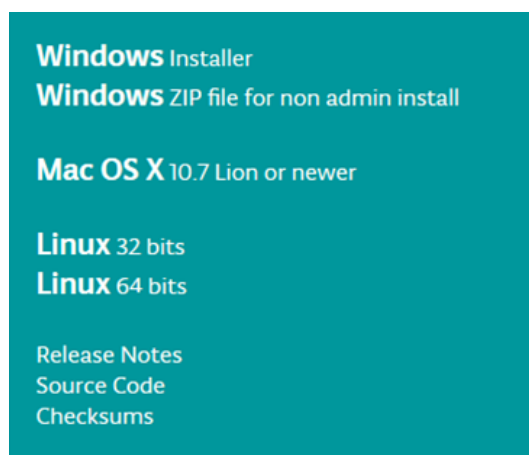 Windows Installer
Windows ZIP file for non admin install
Mac OS X 10.7 Lion or newer
Linux 32 bits
Linux 64 bits
Release Notes
Source Code
Checksums